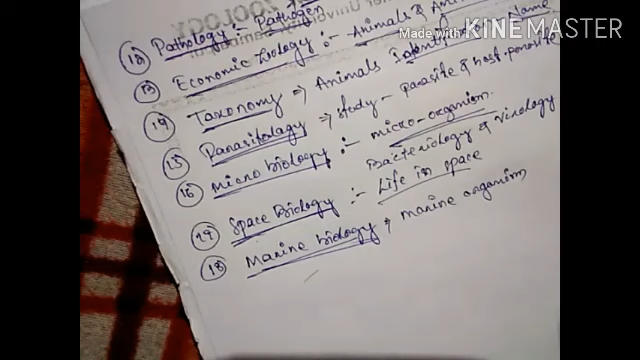 Made with KINEMASTER
ZOOLOGY
(12) Pathology :- Pathogen
(13) Economic biology :- Animals &
(14) Taxonomy => Animals Identify Name
(15) Parasitology => study - parasite & host-parasite
(16) Micro biology :- micro-organism.
Bacteriology & virology
(17) Space Biology :- Life in space
(18) Marine biology => marine organism